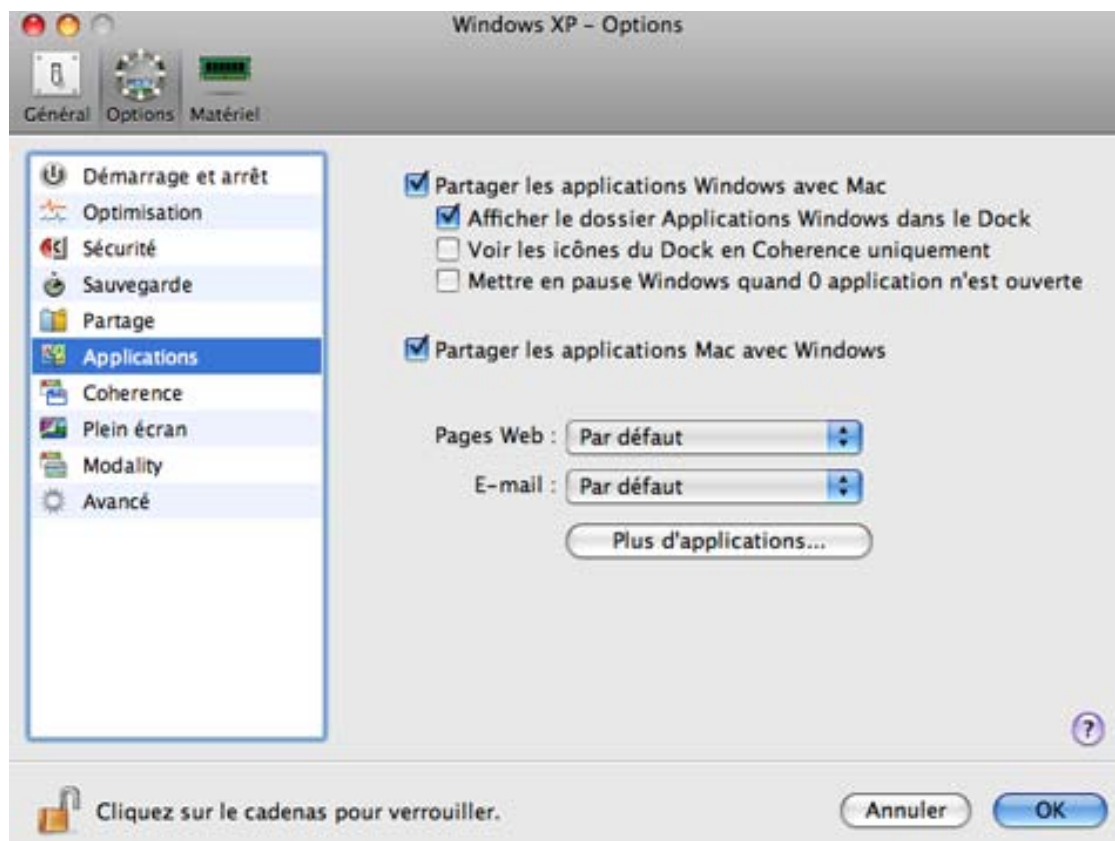 Windows XP – Options
Général Options Matériel
Démarrage et arrêt
Optimisation
Sécurité
Sauvegarde
Partage
Applications
Coherence
Plein écran
Modality
Avancé
Partager les applications Windows avec Mac
Afficher le dossier Applications Windows dans le Dock
Voir les icônes du Dock en Coherence uniquement
Mettre en pause Windows quand 0 application n'est ouverte
Partager les applications Mac avec Windows
Pages Web : Par défaut
E-mail : Par défaut
Plus d'applications...
?
Cliquez sur le cadenas pour verrouiller.
Annuler OK